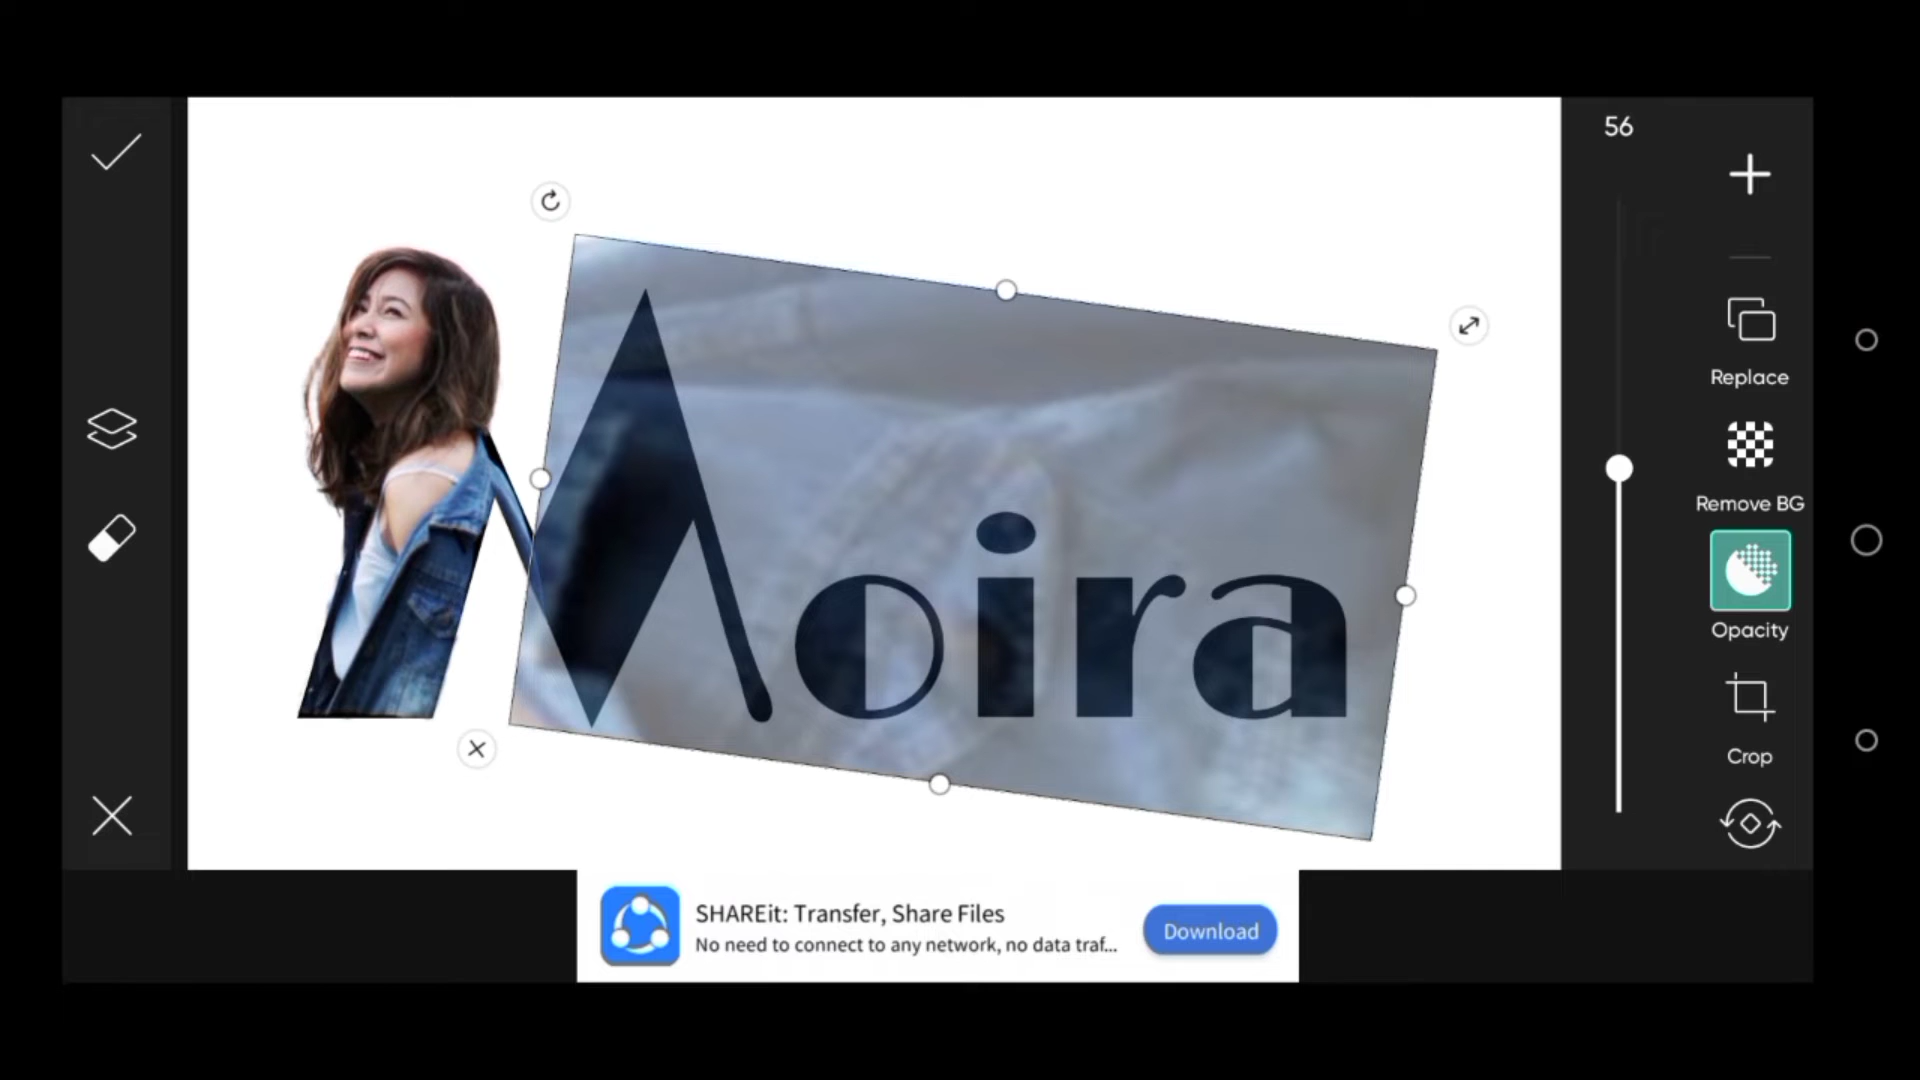 56
Moira
Replace
Remove BG
Opacity
Crop
SHAREit: Transfer, Share Files
No need to connect to any network, no data traf...
Download